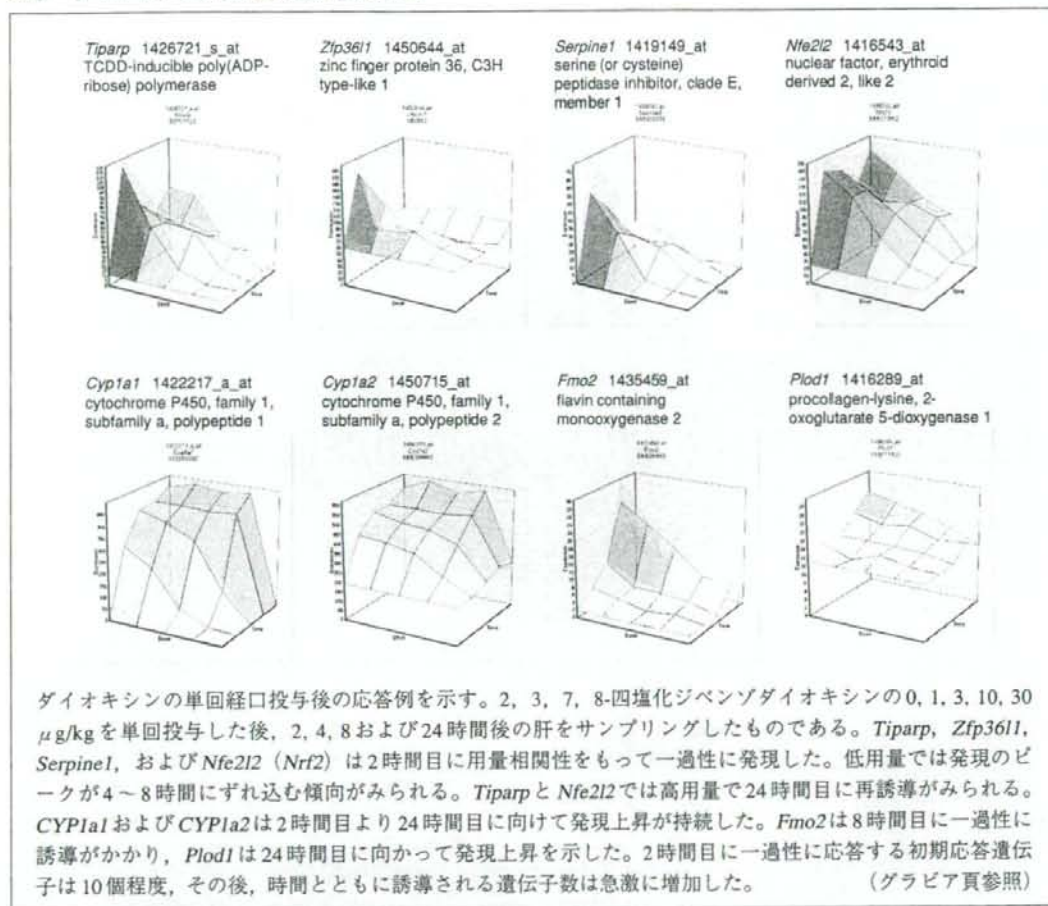 Tiparp 1426721_s_at
TCDD-inducible poly(ADP-
ribose) polymerase
Zfp36l1 1450644_at
zinc finger protein 36, C3H
type-like 1
Serpine1 1419149_at
serine (or cysteine)
peptidase inhibitor, clade E,
member 1
Nfe2l2 1416543_at
nuclear factor, erythroid
derived 2, like 2
Cyp1a1 1422217_a_at
cytochrome P450, family 1,
subfamily a, polypeptide 1
Cyp1a2 1450715_at
cytochrome P450, family 1,
subfamily a, polypeptide 2
Fmo2 1435459_at
flavin containing
monooxygenase 2
Plod1 1416289_at
procollagen-lysine, 2-
oxoglutarate 5-dioxygenase 1
ダイオキシンの単回経口投与後の応答例を示す。2, 3, 7, 8-四塩化ジベンゾダイオキシンの0, 1, 3, 10, 30
μg/kgを単回投与した後, 2, 4, 8および24時間後の肝をサンプリングしたものである。Tiparp, Zfp36l1,
Serpine1, およびNfe2l2 (Nrf2) は2時間目に用量相関性をもって一過性に発現した。低用量では発現のピ
ークが4～8時間にずれ込む傾向がみられる。TiparpとNfe2l2では高用量で24時間目に再誘導がみられる。
CYP1a1およびCYP1a2は2時間目より24時間目に向けて発現上昇が持続した。Fmo2は8時間目に一過性に
誘導がかかり, Plod1は24時間目に向かって発現上昇を示した。2時間目に一過性に応答する初期応答遺伝
子は10個程度, その後, 時間とともに誘導される遺伝子数は急激に増加した。 (グラビア頁参照)